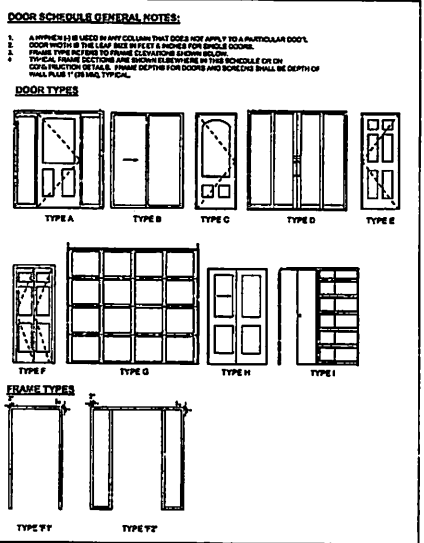 DOOR SCHEDULE GENERAL NOTES:
1. A HYPHEN (-) IS USED IN ANY COLUMN THAT DOES NOT APPLY TO A PARTICULAR DOOR.
2. DOOR WIDTH IS THE LEAF SIZE IN FEET & INCHES FOR SINGLE DOORS.
3. FRAME TYPE REFERS TO FRAME ELEVATIONS SHOWN BELOW.
4 TYPICAL FRAME SECTIONS ARE SHOWN ELSEWHERE IN THIS SCHEDULE OR ON
CONSTRUCTION DETAILS. FRAME DEPTHS FOR DOORS AND SCREENS SHALL BE DEPTH OF
WALL PLUS 1" TYPICAL.
DOOR TYPES
TYPE A TYPE B TYPE C TYPE D TYPE E
TYPE F TYPE G TYPE H TYPE I
FRAME TYPES
2" 2"
TYPE 'F1' TYPE 'F2'